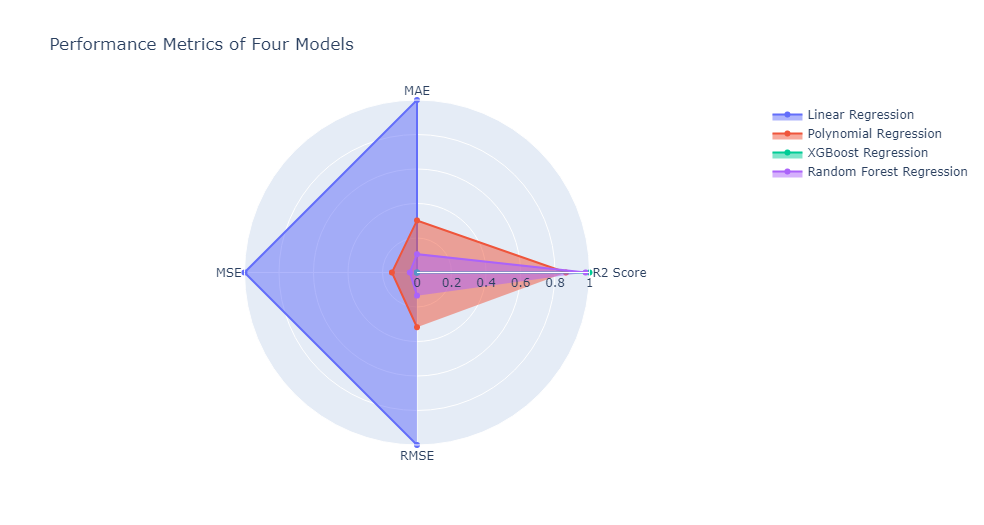 Performance Metrics of Four Models
MAE
Linear Regression
Polynomial Regression
XGBoost Regression
Random Forest Regression
MSE
R2 Score
0 0.2 0.4 0.6 0.8 1
RMSE